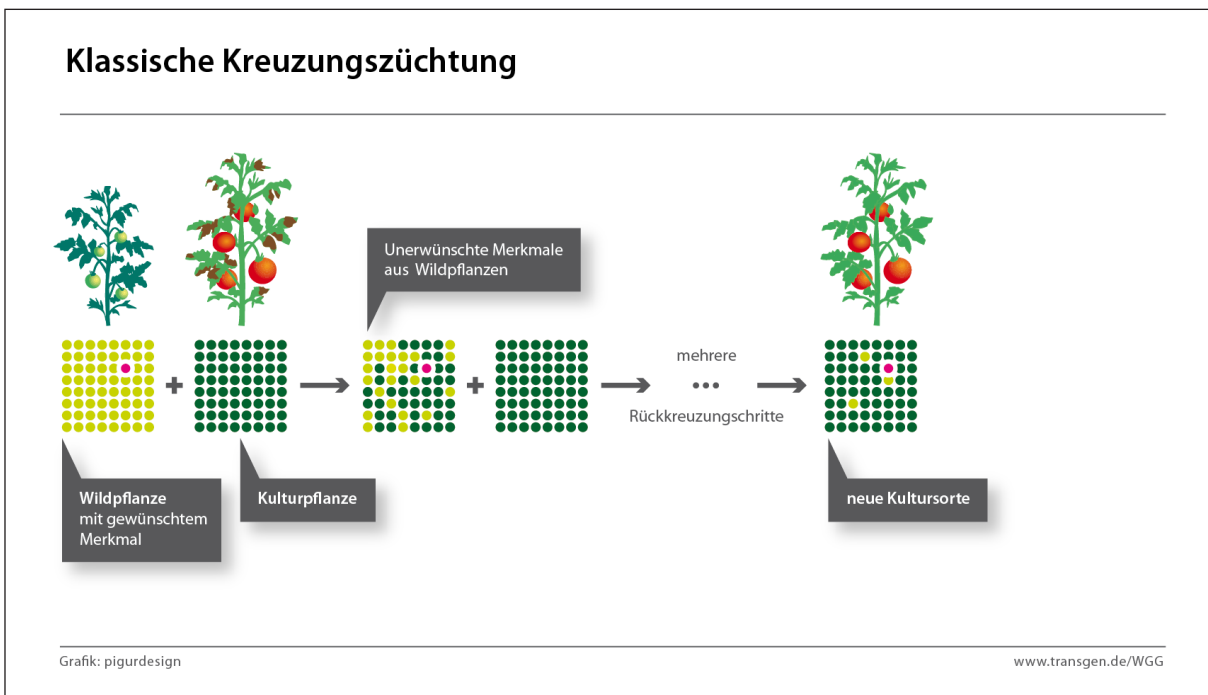 Klassische Kreuzungszüchtung
Unerwünschte Merkmale
aus Wildpflanzen
mehrere
Rückkreuzungschritte
Wildpflanze
mit gewünschtem
Merkmal
Kulturpflanze
neue Kultursorte
Grafik: pigurdesign
www.transgen.de/WGG